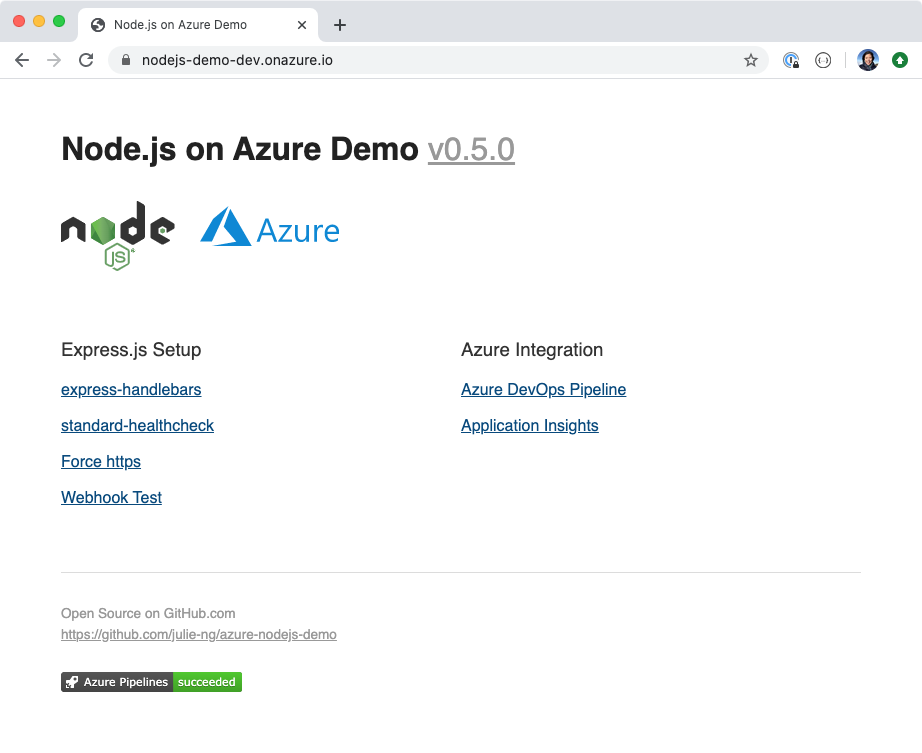 Node.js on Azure Demo
nodejs-demo-dev.onazure.io
Node.js on Azure Demo v0.5.0
node
JS
Azure
Express.js Setup
express-handlebars
standard-healthcheck
Force https
Webhook Test
Azure Integration
Azure DevOps Pipeline
Application Insights
Open Source on GitHub.com
https://github.com/julie-ng/azure-nodejs-demo
Azure Pipelines succeeded